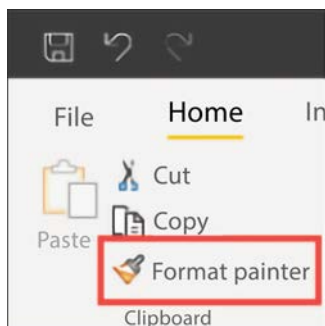 File Home In
Cut
Copy
Paste
Format painter
Clipboard